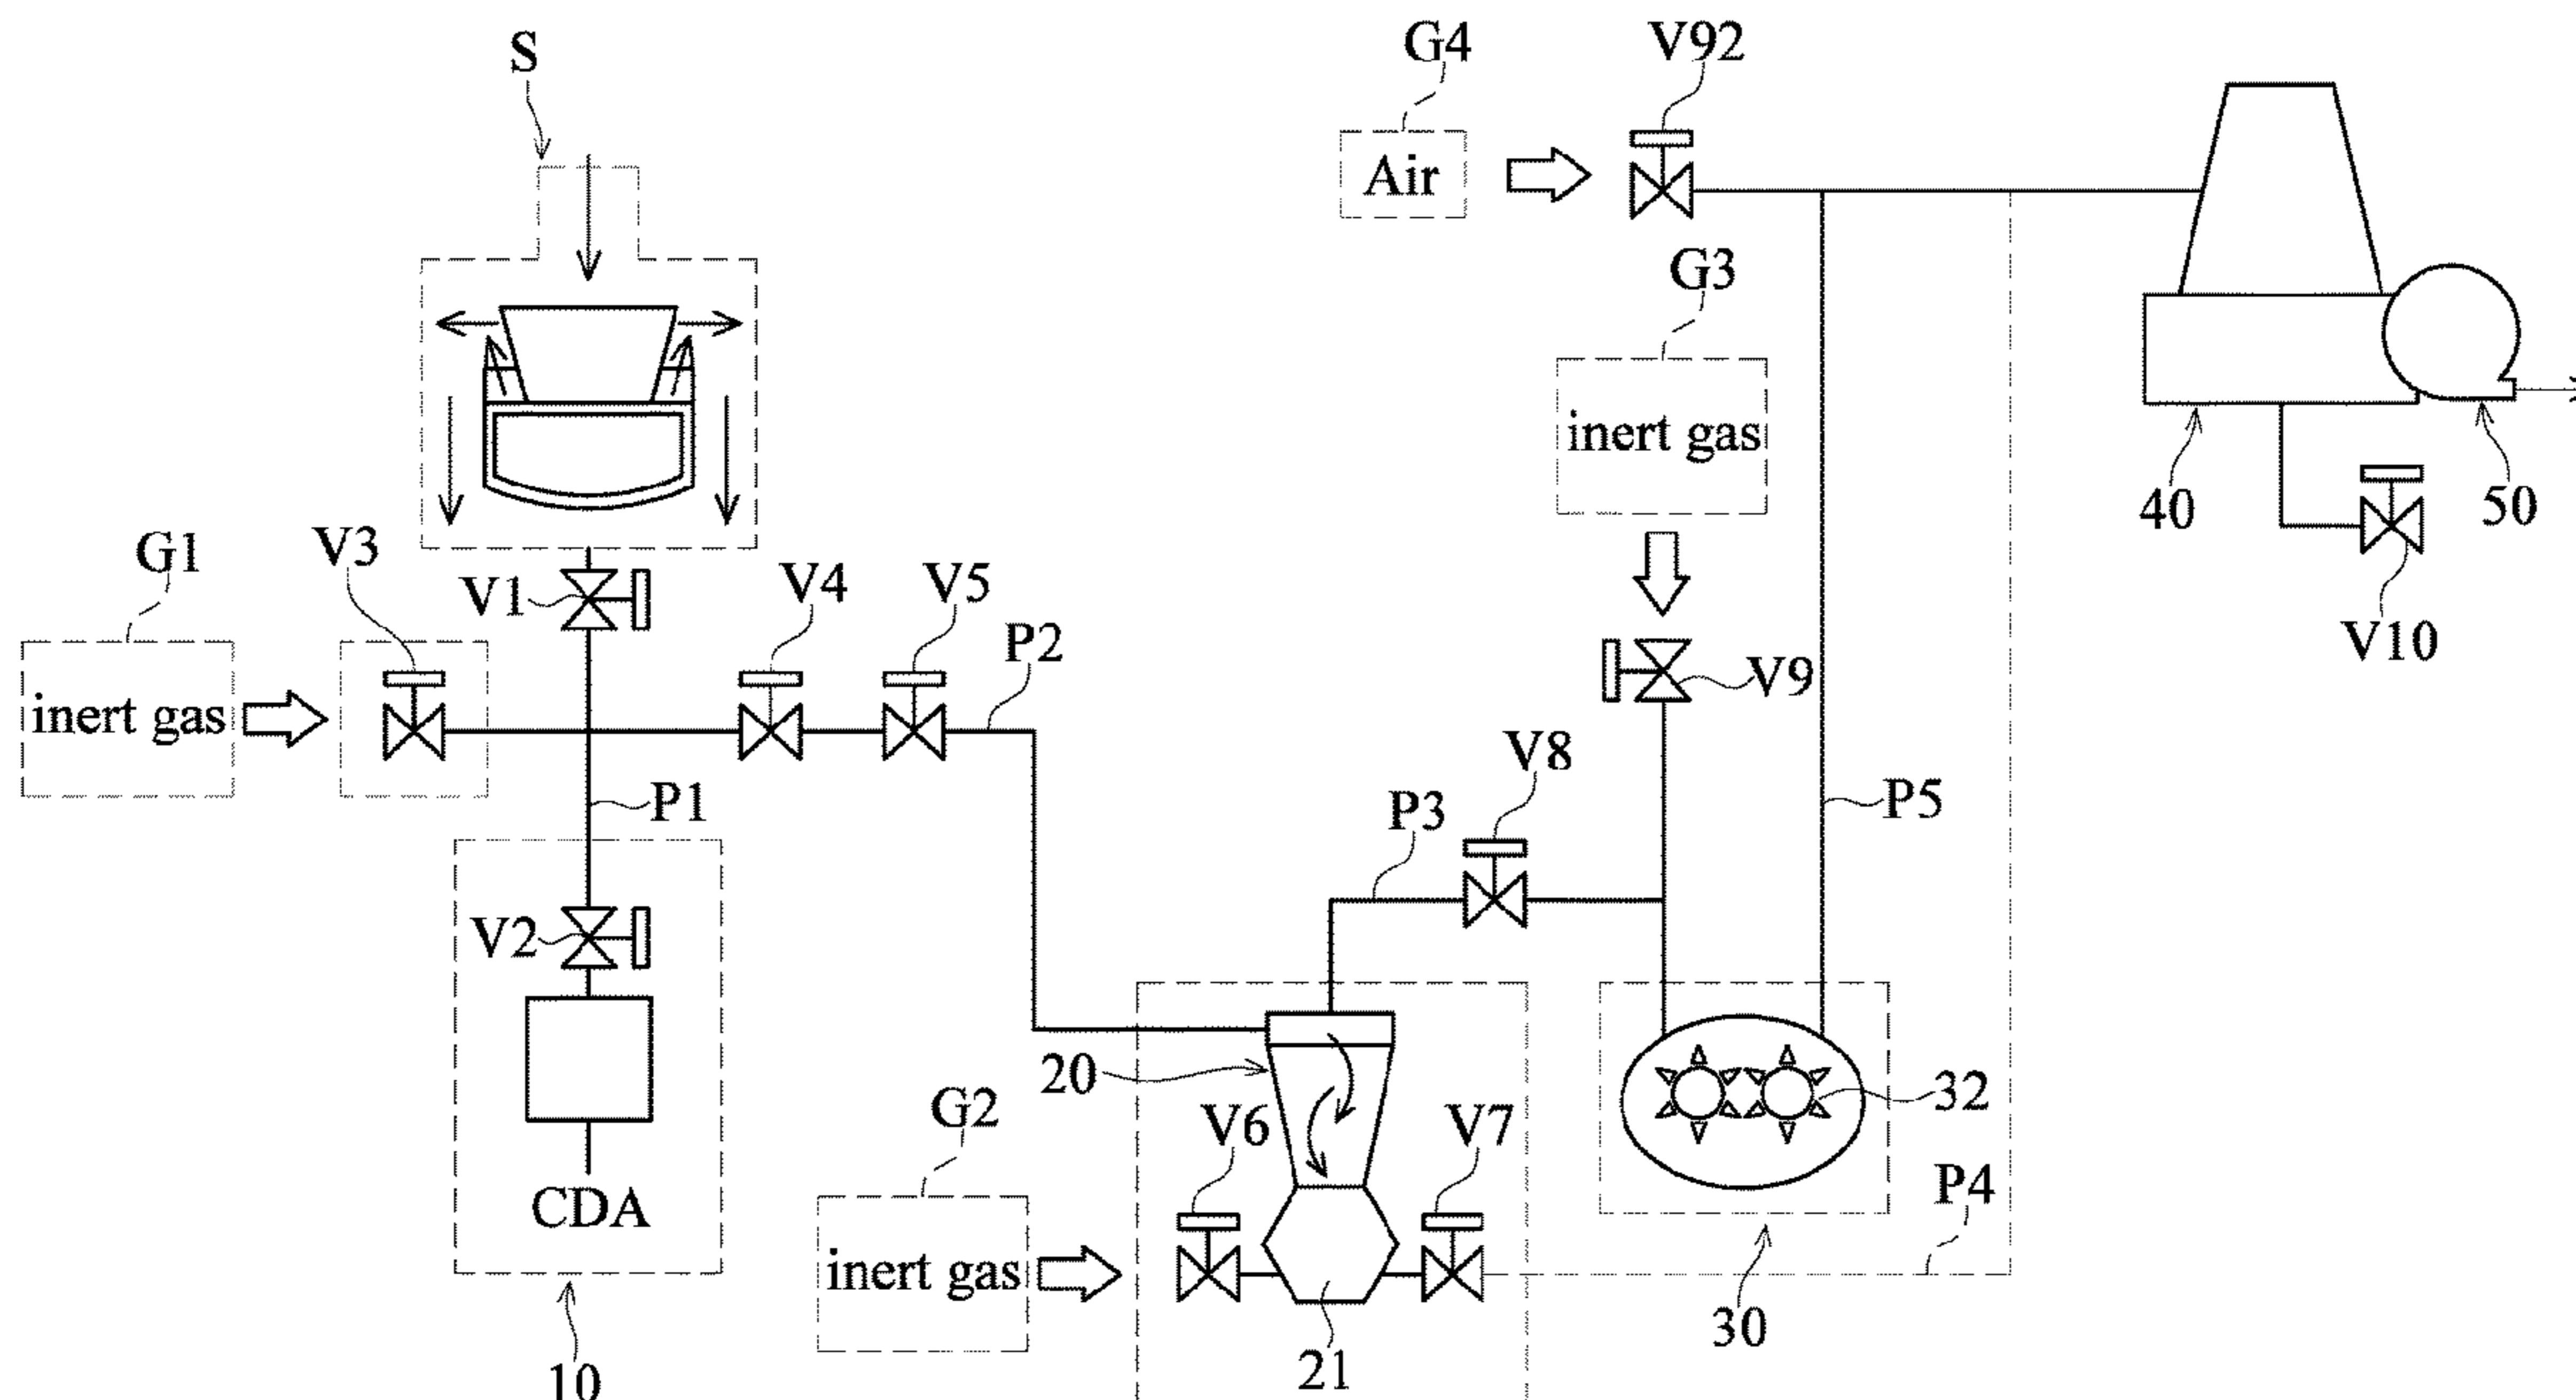 S
G4
V92
Air
G3
inert gas
40
50
V10
G1
V3
V1
V4
V5
P2
inert gas
V9
P1
P3
V8
P5
V2
20
32
G2
V6
V7
CDA
P4
inert gas
30
21
10